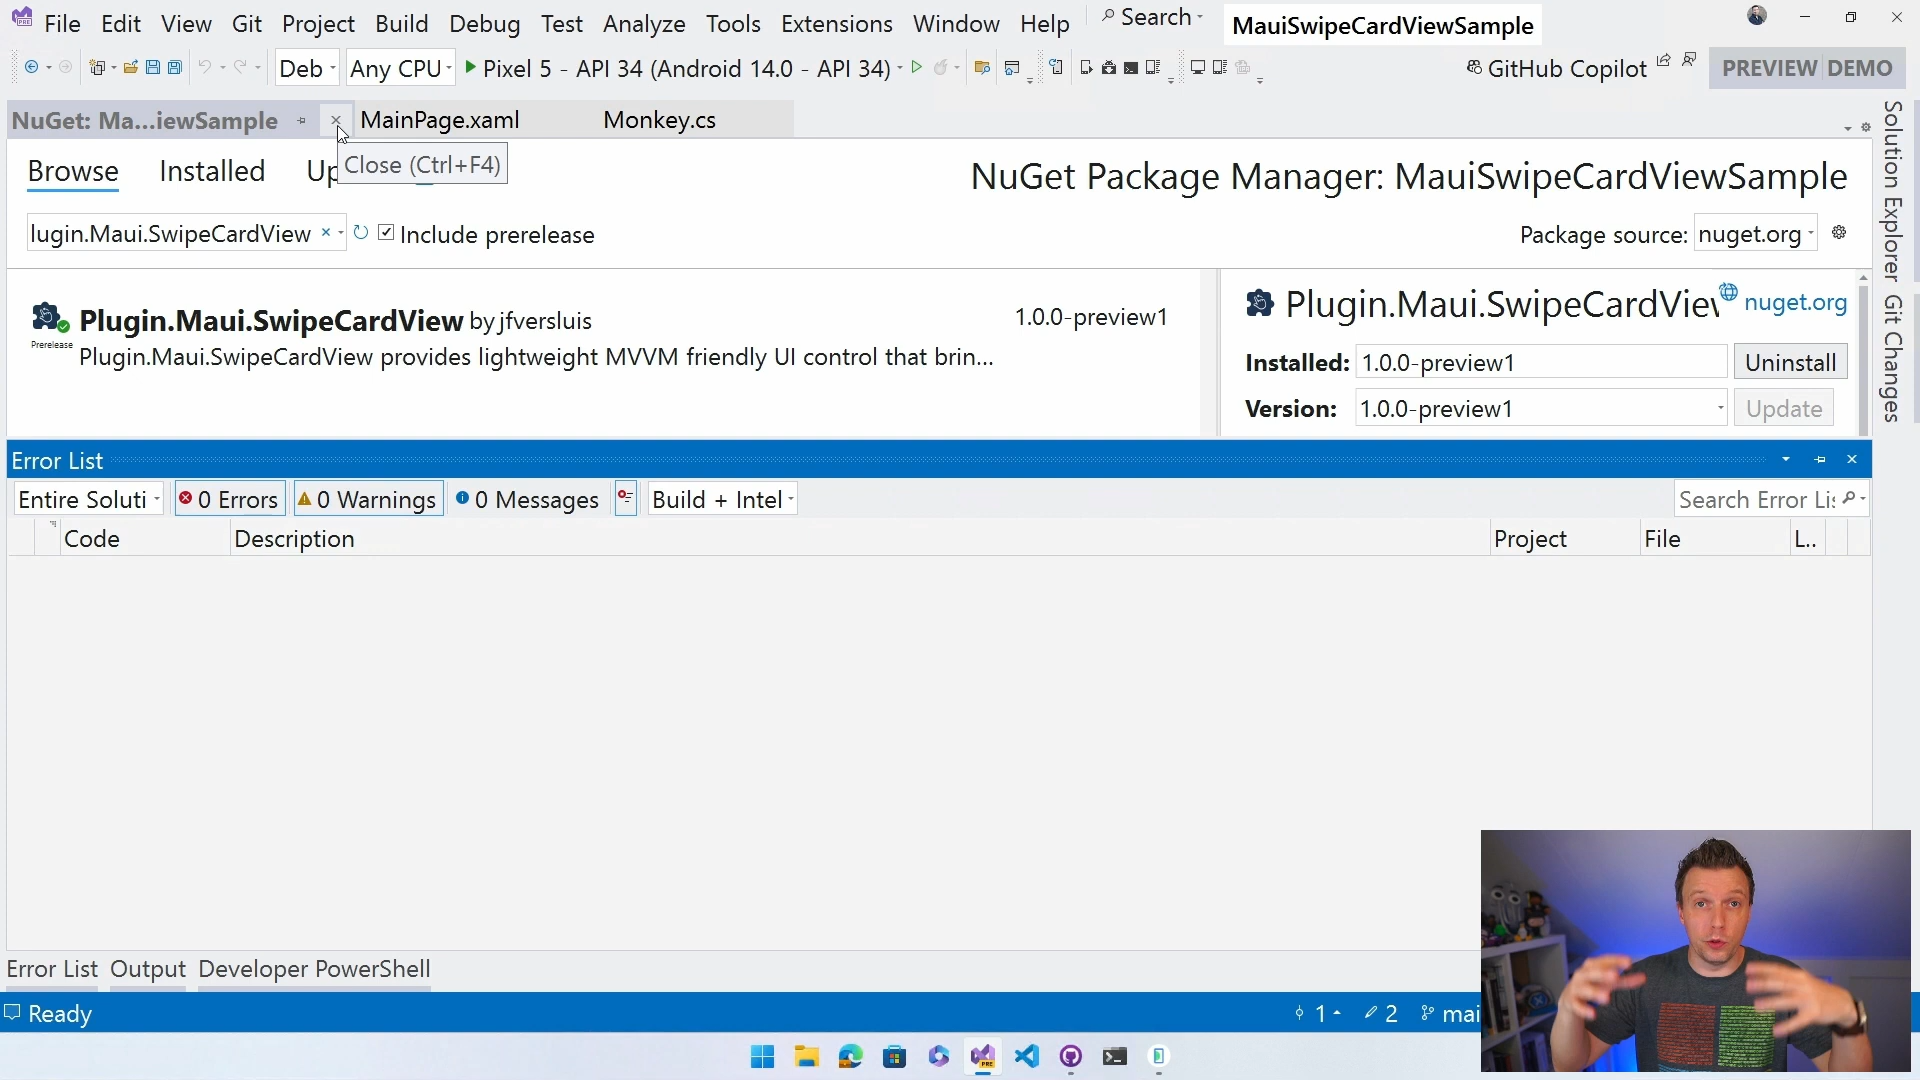 File Edit View Git Project Build Debug Test Analyze Tools Extensions Window Help Search MauiSwipeCardViewSample
Deb Any CPU Pixel 5 - API 34 (Android 14.0 - API 34) GitHub Copilot PREVIEW DEMO
NuGet: Ma...iewSample MainPage.xaml Monkey.cs
Close (Ctrl+F4)
Browse Installed Up
NuGet Package Manager: MauiSwipeCardViewSample
lugin.Maui.SwipeCardView Include prerelease Package source: nuget.org
Plugin.Maui.SwipeCardView by jfversluis 1.0.0-preview1
Prerelease
Plugin.Maui.SwipeCardView provides lightweight MVVM friendly UI control that brin...
Plugin.Maui.SwipeCardView nuget.org
Installed: 1.0.0-preview1 Uninstall
Version: 1.0.0-preview1 Update
Solution Explorer
Git Changes
Error List
Entire Soluti 0 Errors 0 Warnings 0 Messages Build + Intel Search Error Lis
Code Description Project File L..
Error List Output Developer PowerShell
Ready 1 2 mai
PRE